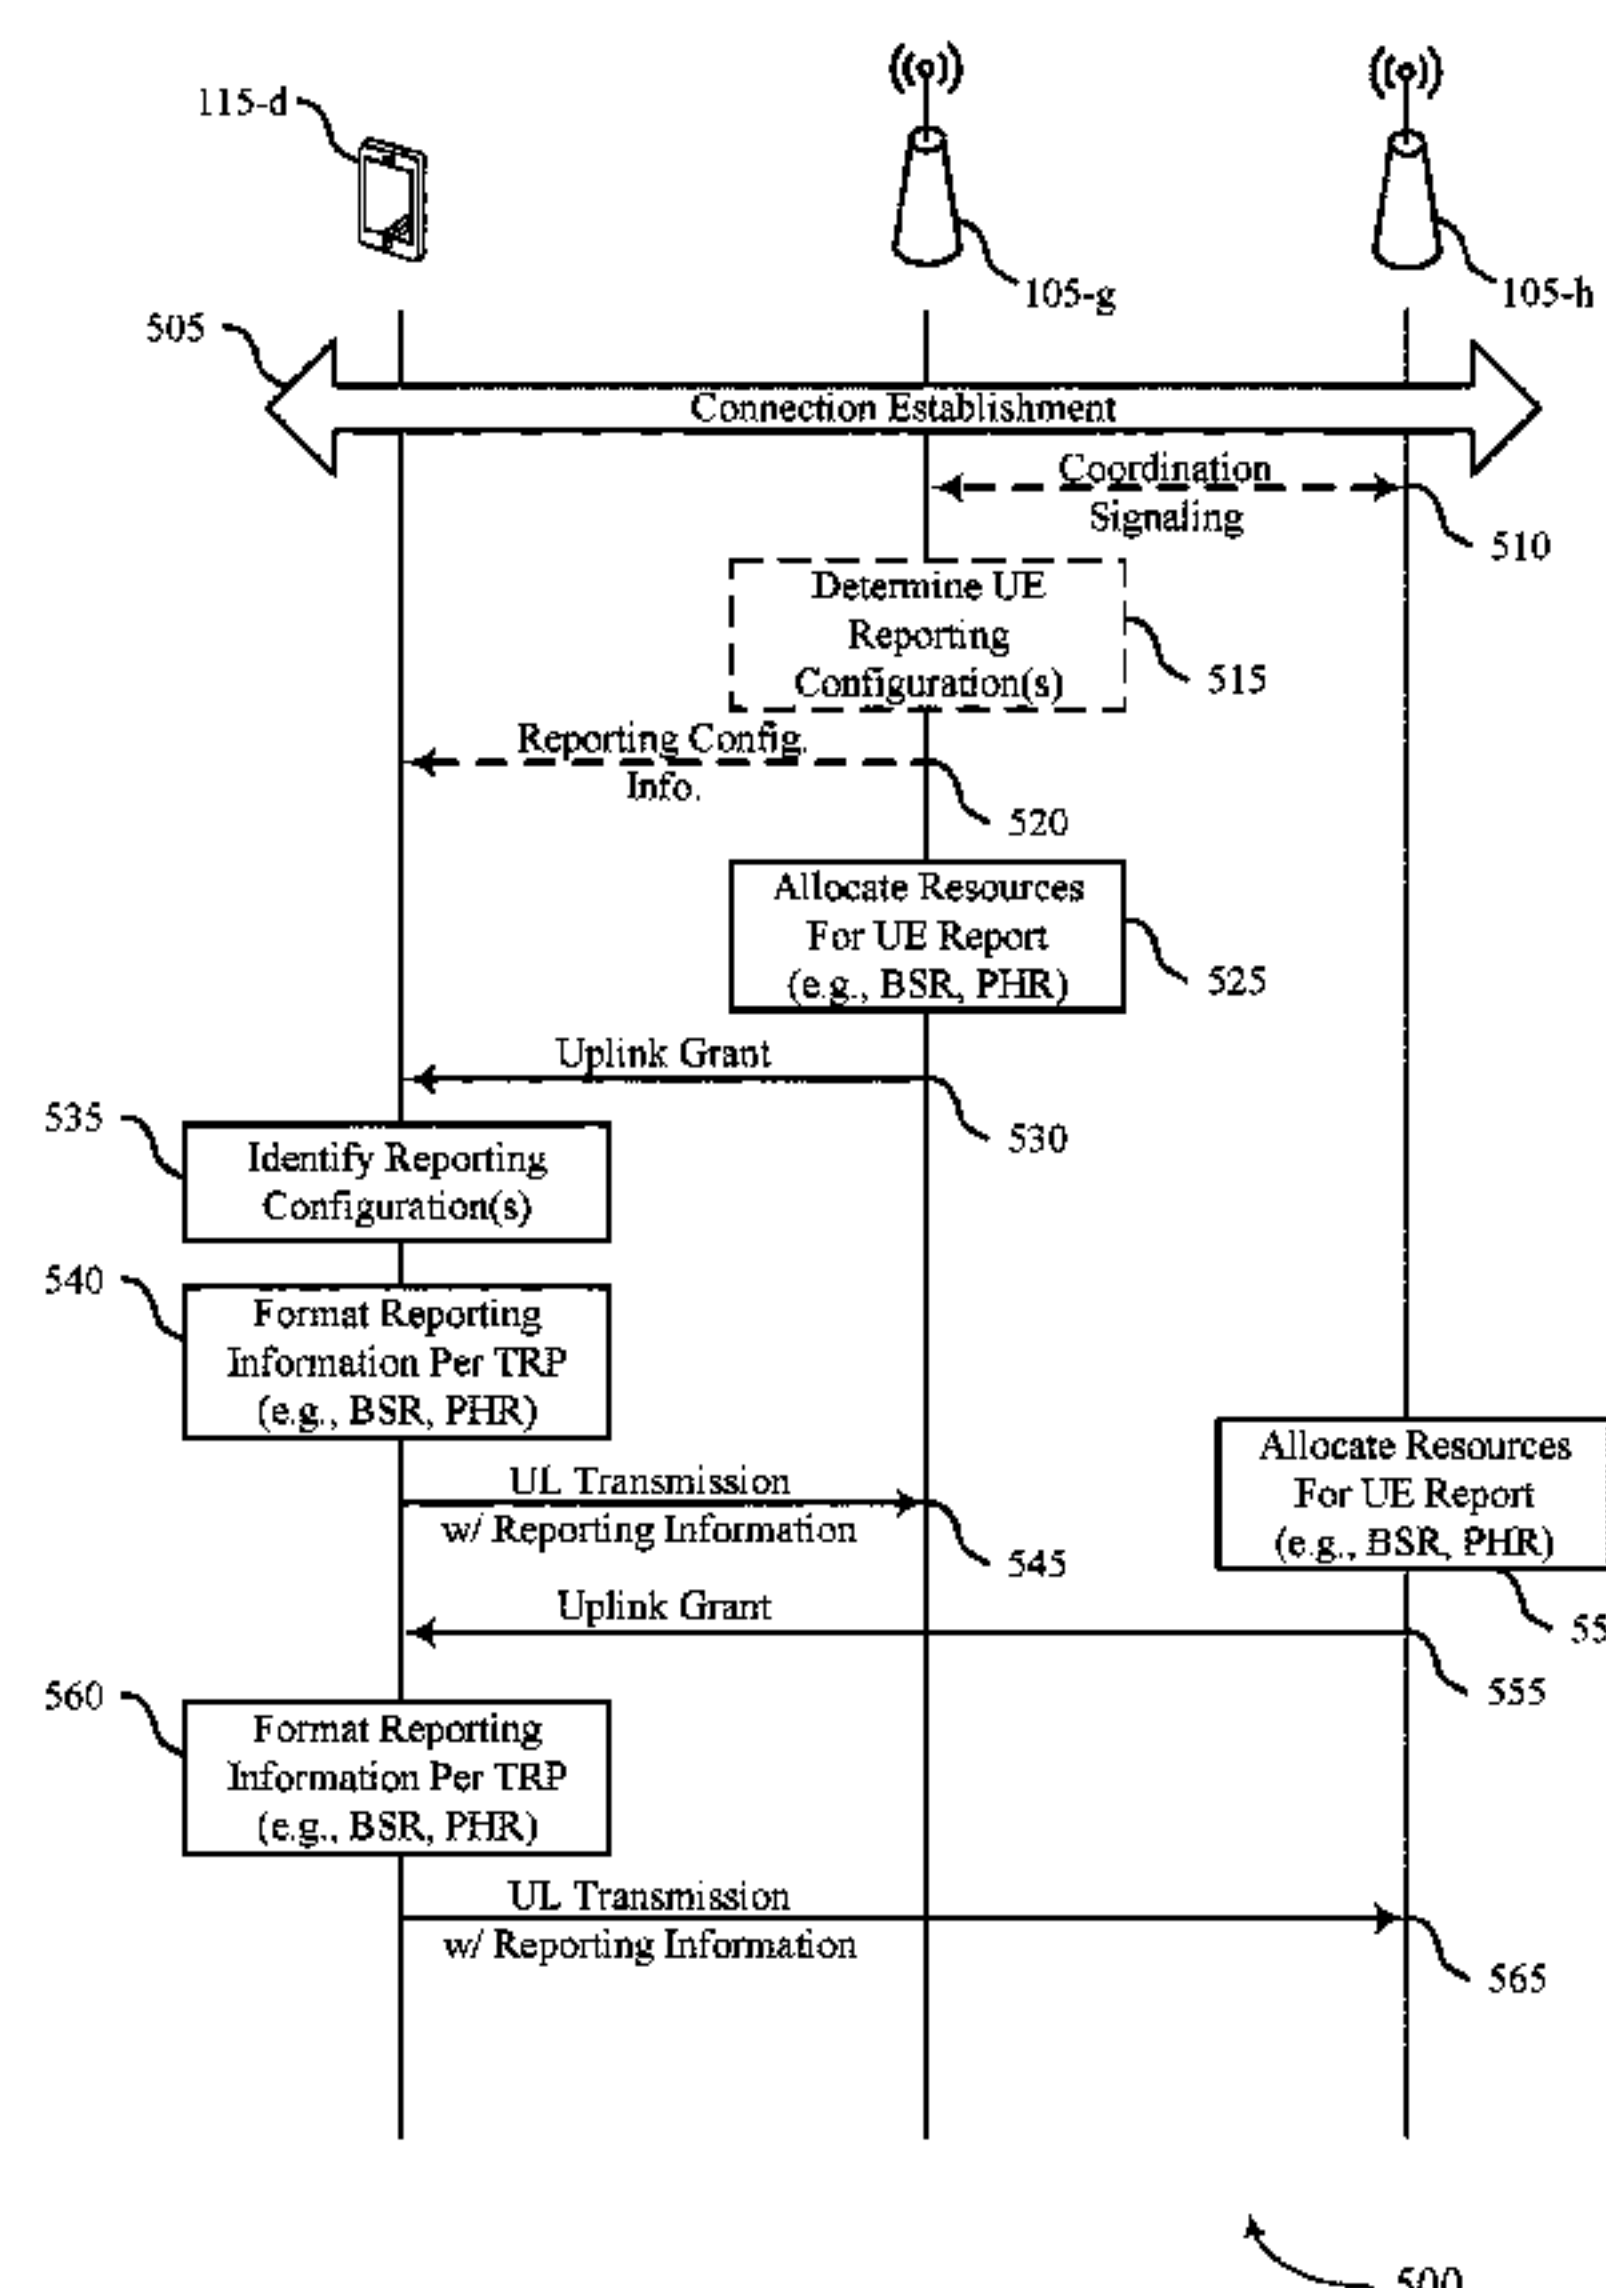 115-d
105-g
105-h
505
Connection Establishment
Coordination
Signaling
510
Determine UE
Reporting
Configuration(s)
515
Reporting Config.
Info.
520
Allocate Resources
For UE Report
(e.g., BSR, PHR)
525
Uplink Grant
530
535
Identify Reporting
Configuration(s)
540
Format Reporting
Information Per TRP
(e.g., BSR, PHR)
Allocate Resources
For UE Report
(e.g., BSR, PHR)
UL Transmission
w/ Reporting Information
545
Uplink Grant
555
560
Format Reporting
Information Per TRP
(e.g., BSR, PHR)
UL Transmission
w/ Reporting Information
565
500